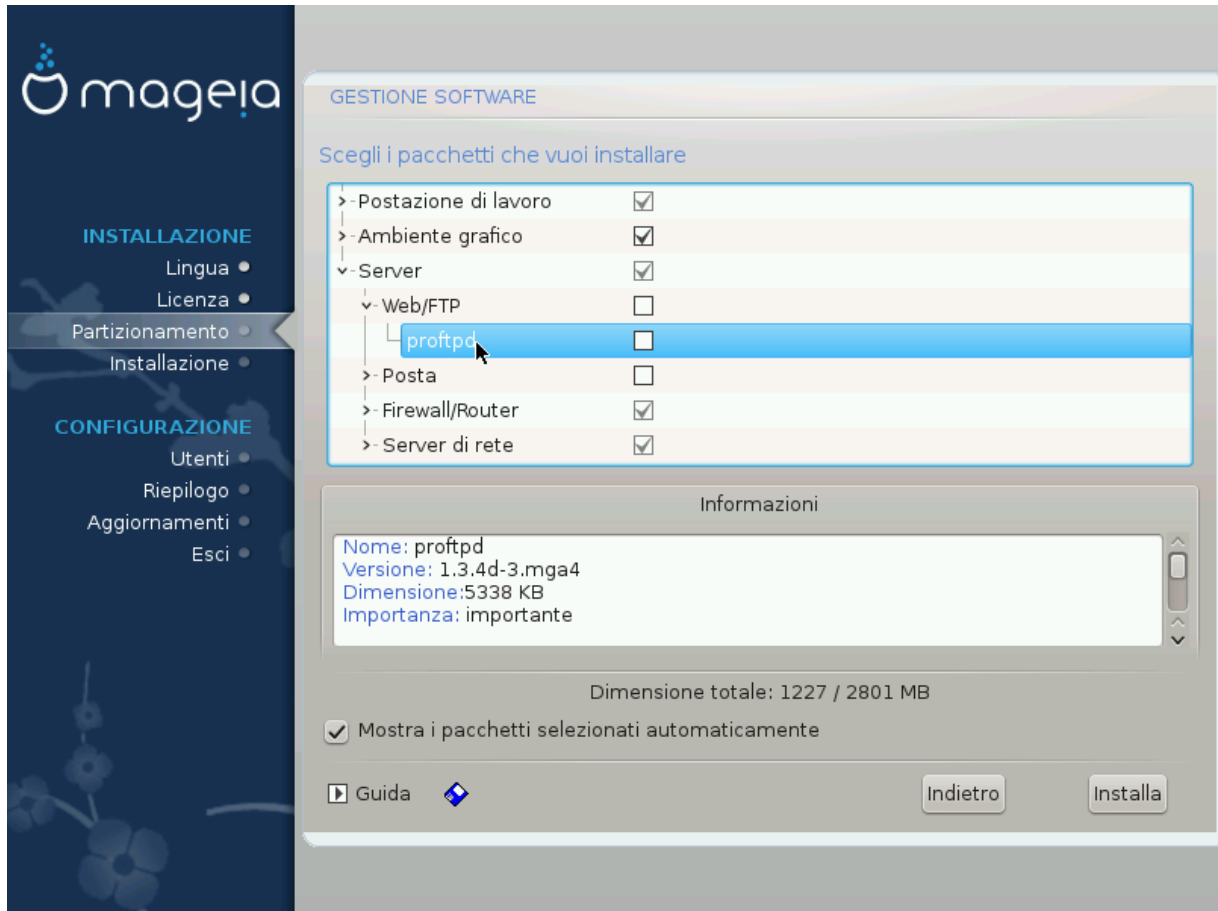 mageia
INSTALLAZIONE
Lingua
Licenza
Partizionamento
Installazione
CONFIGURAZIONE
Utenti
Riepilogo
Aggiornamenti
Esci
GESTIONE SOFTWARE
Scegli i pacchetti che vuoi installare
Postazione di lavoro
Ambiente grafico
Server
Web/FTP
proftpd
Posta
Firewall/Router
Server di rete
Informazioni
Nome: proftpd
Versione: 1.3.4d-3.mga4
Dimensione:5338 KB
Importanza: importante
Dimensione totale: 1227 / 2801 MB
Mostra i pacchetti selezionati automaticamente
Guida
Indietro
Installa